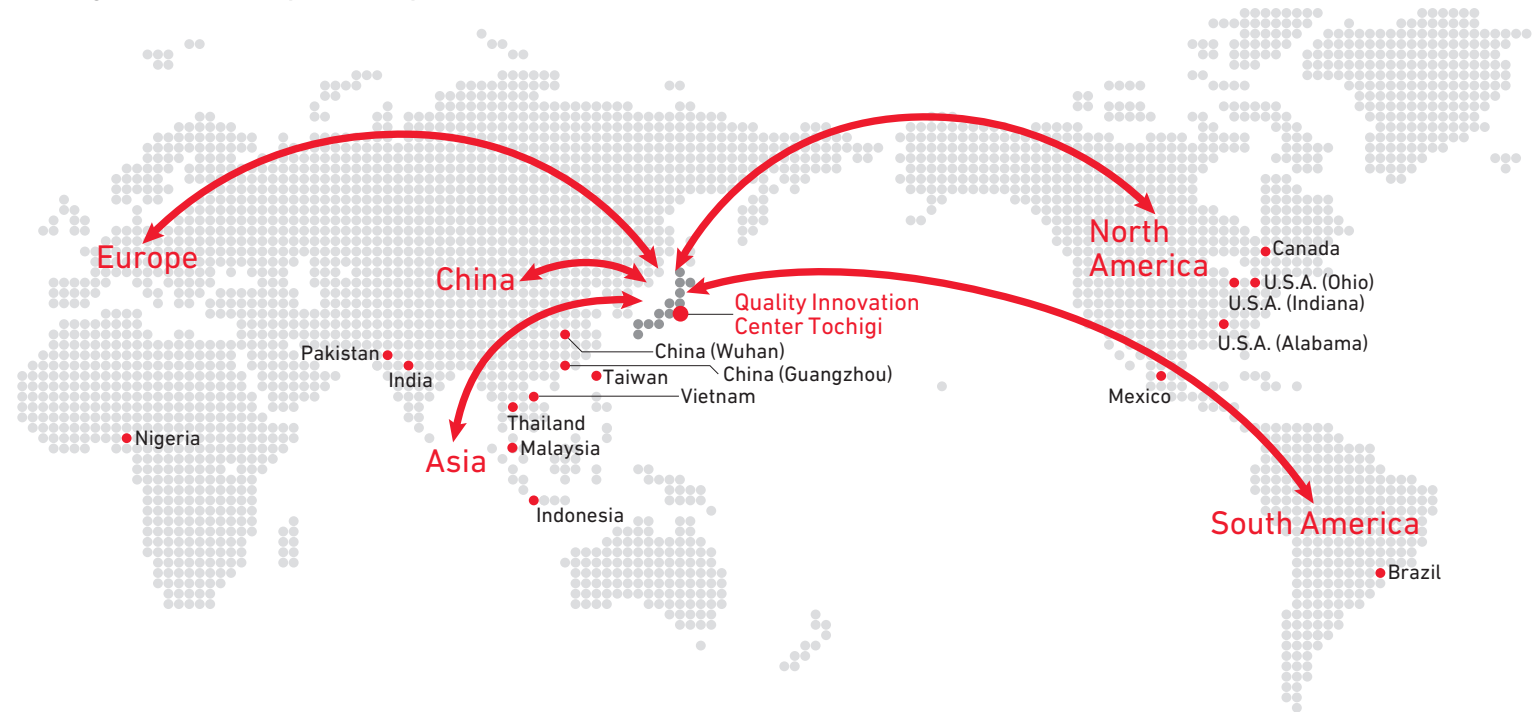 Europe
China
Asia
North
America
South America
Quality Innovation
Center Tochigi
Canada
U.S.A. (Ohio)
U.S.A. (Indiana)
U.S.A. (Alabama)
Mexico
Brazil
China (Wuhan)
China (Guangzhou)
Taiwan
Vietnam
Pakistan
India
Thailand
Malaysia
Indonesia
Nigeria